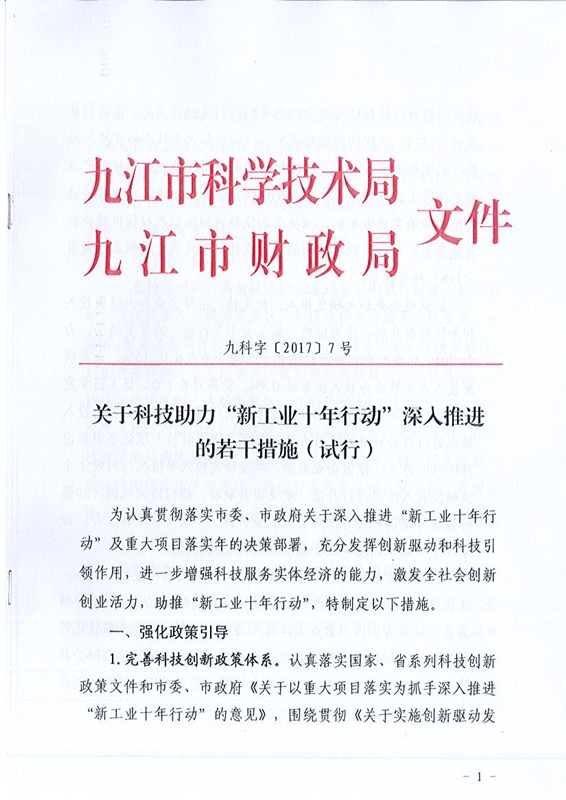 九江市科学技术局
九江市财政局
文件
九科字〔2017〕7号
关于科技助力“新工业十年行动”深入推进
的若干措施（试行）
为认真贯彻落实市委、市政府关于深入推进“新工业十年行
动”及重大项目落实年的决策部署，充分发挥创新驱动和科技引
领作用，进一步增强科技服务实体经济的能力，激发全社会创新
创业活力，助推“新工业十年行动”，特制定以下措施。
一、强化政策引导
1.完善科技创新政策体系。认真落实国家、省系列科技创新
政策文件和市委、市政府《关于以重大项目落实为抓手深入推进
“新工业十年行动”的意见》，围绕贯彻《关于实施创新驱动发
- 1 -